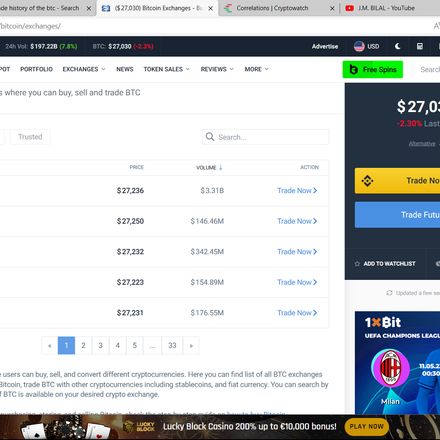 de history of the btc - Search
($27,030) Bitcoin Exchanges - B
Correlations | Cryptowatch
J.M. BILAL - YouTube
/bitcoin/exchanges/
24h Vol: $197.22B (7.8%) BTC: $27,030 (-2.3%) Advertise USD
POT PORTFOLIO EXCHANGES NEWS TOKEN SALES REVIEWS MORE Free Spins Search
s where you can buy, sell and trade BTC
Trusted
Search...
PRICE VOLUME ↓ ACTION
$27,236 $3.31B Trade Now >
$27,250 $146.46M Trade Now >
$27,232 $342.45M Trade Now >
$27,223 $154.89M Trade Now >
$27,231 $176.55M Trade Now >
« 1 2 3 4 5 ... 33 »
e users can buy, sell, and convert different cryptocurrencies. Here you can find list of all BTC exchanges
Bitcoin, trade BTC with other cryptocurrencies including stablecoins, and fiat currency. You can search by
f BTC is available on your desired crypto exchange.
$27,03
-2.30% Last
Alternative
Trade No
Trade Futu
ADD TO WATCHLIST
Updated a few se
1XBit
UEFA CHAMPIONS LEA
11.05.2
00:30
Milan
LUCKY BLOCK
Lucky Block Casino 200% up to €10,000 bonus!
PLAY NOW